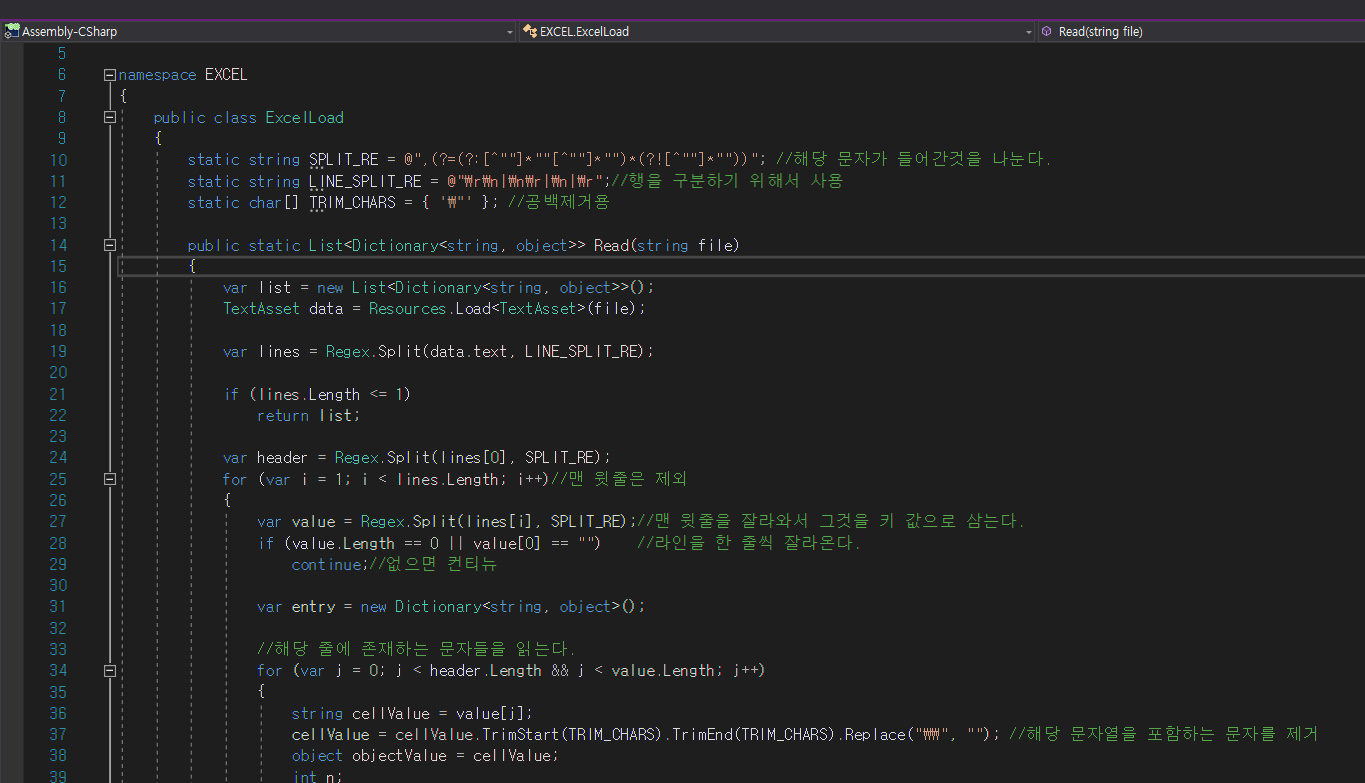 Assembly-CSharp EXCEL.ExcelLoad Read(string file)
5
6 namespace EXCEL
7 {
8 public class ExcelLoad
9 {
10 static string SPLIT_RE = @",(?=(?:[^""]*""[^""]*"")*(?![^""]*""))"; //해당 문자가 들어간것을 나눈다.
11 static string LINE_SPLIT_RE = @"₩r₩n|₩n₩r|₩n|₩r";//행을 구분하기 위해서 사용
12 static char[] TRIM_CHARS = { '₩"' }; //공백제거용
13
14 public static List<Dictionary<string, object>> Read(string file)
15 {
16 var list = new List<Dictionary<string, object>>();
17 TextAsset data = Resources.Load<TextAsset>(file);
18
19 var lines = Regex.Split(data.text, LINE_SPLIT_RE);
20
21 if (lines.Length <= 1)
22 return list;
23
24 var header = Regex.Split(lines[0], SPLIT_RE);
25 for (var i = 1; i < lines.Length; i++)//맨 윗줄은 제외
26 {
27 var value = Regex.Split(lines[i], SPLIT_RE);//맨 윗줄을 잘라와서 그것을 키 값으로 삼는다.
28 if (value.Length == 0 || value[0] == "") //라인을 한 줄씩 잘라온다.
29 continue;//없으면 컨티뉴
30
31 var entry = new Dictionary<string, object>();
32
33 //해당 줄에 존재하는 문자들을 읽는다.
34 for (var j = 0; j < header.Length && j < value.Length; j++)
35 {
36 string cellValue = value[j];
37 cellValue = cellValue.TrimStart(TRIM_CHARS).TrimEnd(TRIM_CHARS).Replace("₩₩", ""); //해당 문자열을 포함하는 문자를 제거
38 object objectValue = cellValue;
39 int n;